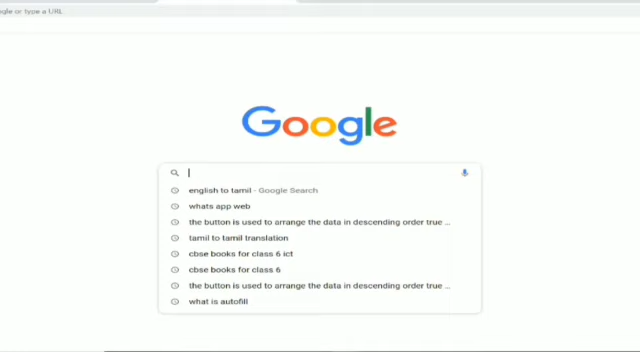 gle or type a URL
Google
english to tamil - Google Search
whats app web
the button is used to arrange the data in descending order true ...
tamil to tamil translation
cbse books for class 6 ict
cbse books for class 6
the button is used to arrange the data in descending order true ...
what is autofill